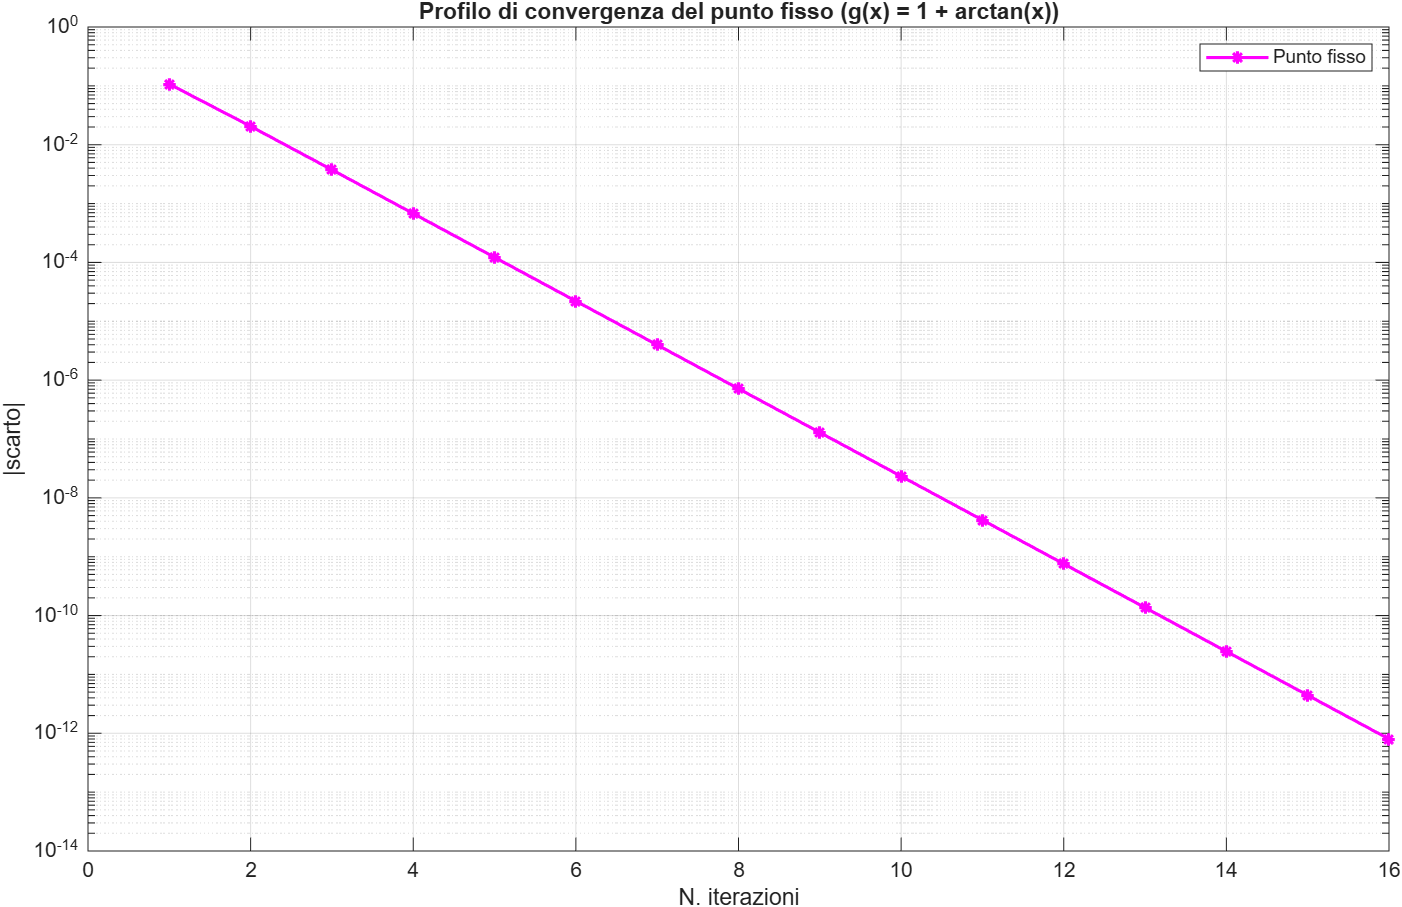 Profilo di convergenza del punto fisso (g(x) = 1 + arctan(x))
Punto fisso
10^0
10^-2
10^-4
10^-6
10^-8
10^-10
10^-12
10^-14
|scarto|
0 2 4 6 8 10 12 14 16
N. iterazioni